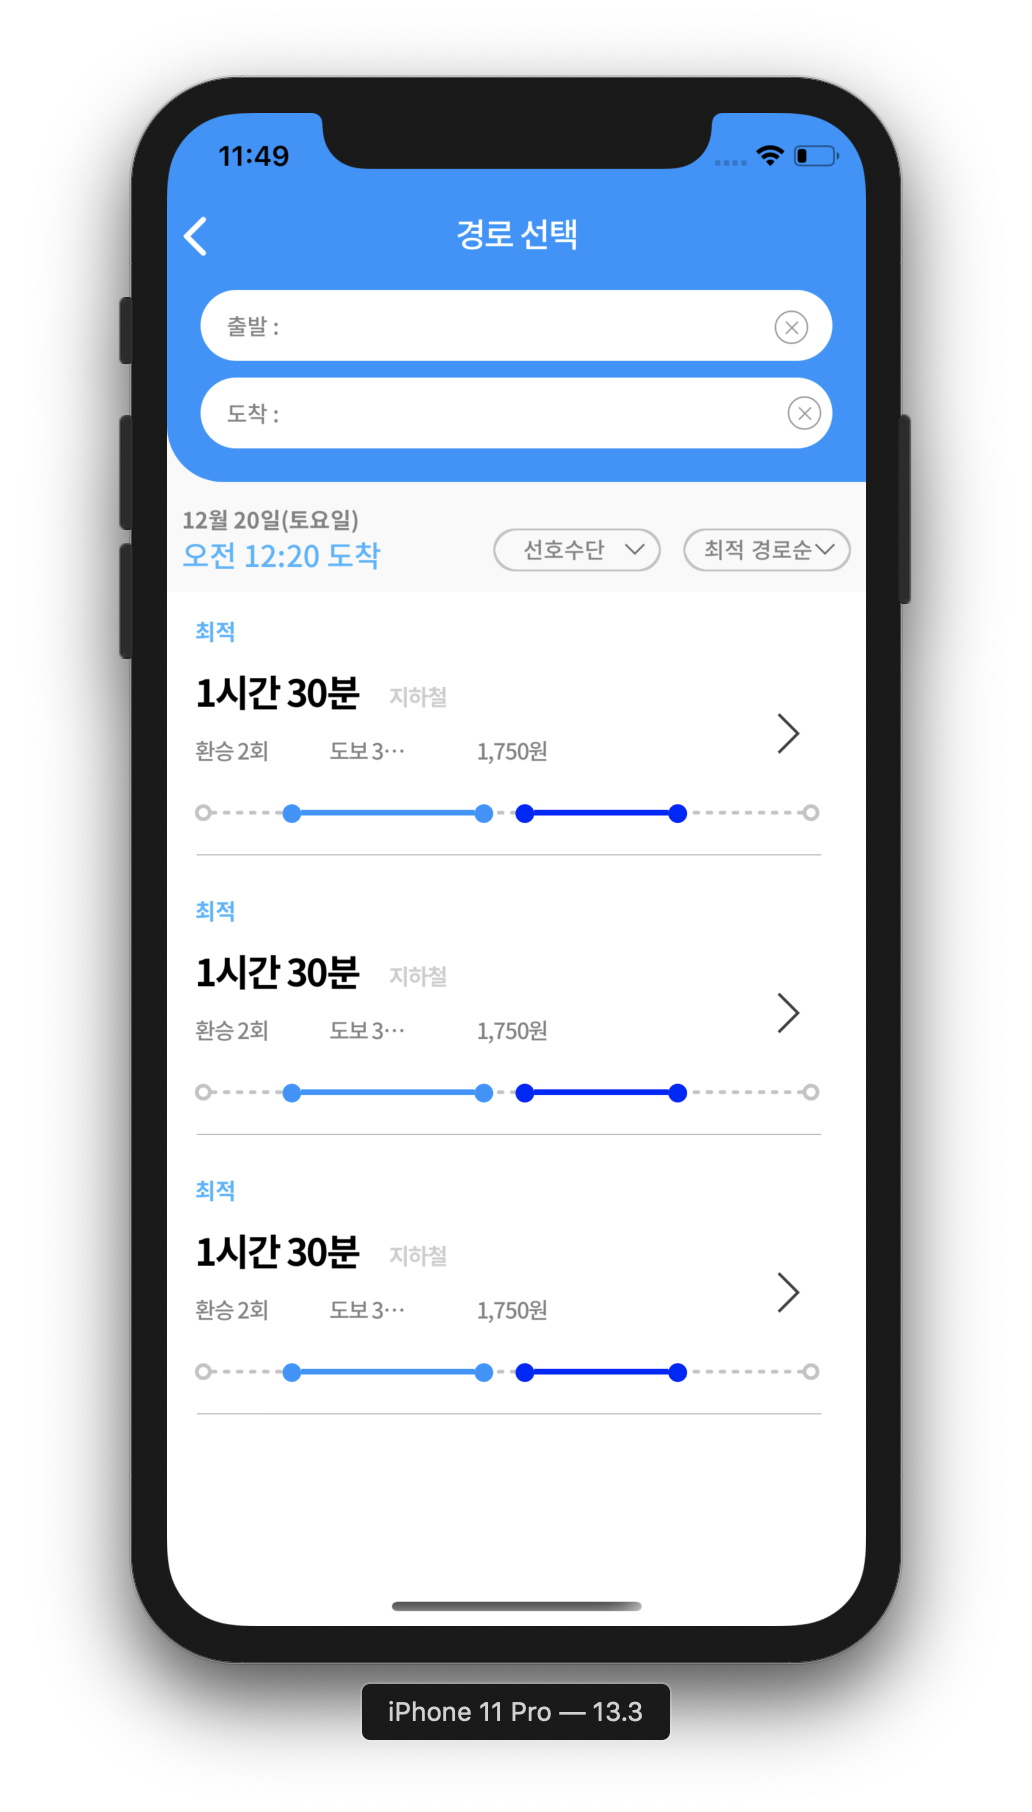 11:49
경로 선택
출발 :
도착 :
12월 20일(토요일)
오전 12:20 도착
선호수단
최적 경로순
최적
1시간 30분 지하철
환승 2회 도보 3··· 1,750원
최적
1시간 30분 지하철
환승 2회 도보 3··· 1,750원
최적
1시간 30분 지하철
환승 2회 도보 3··· 1,750원
iPhone 11 Pro — 13.3